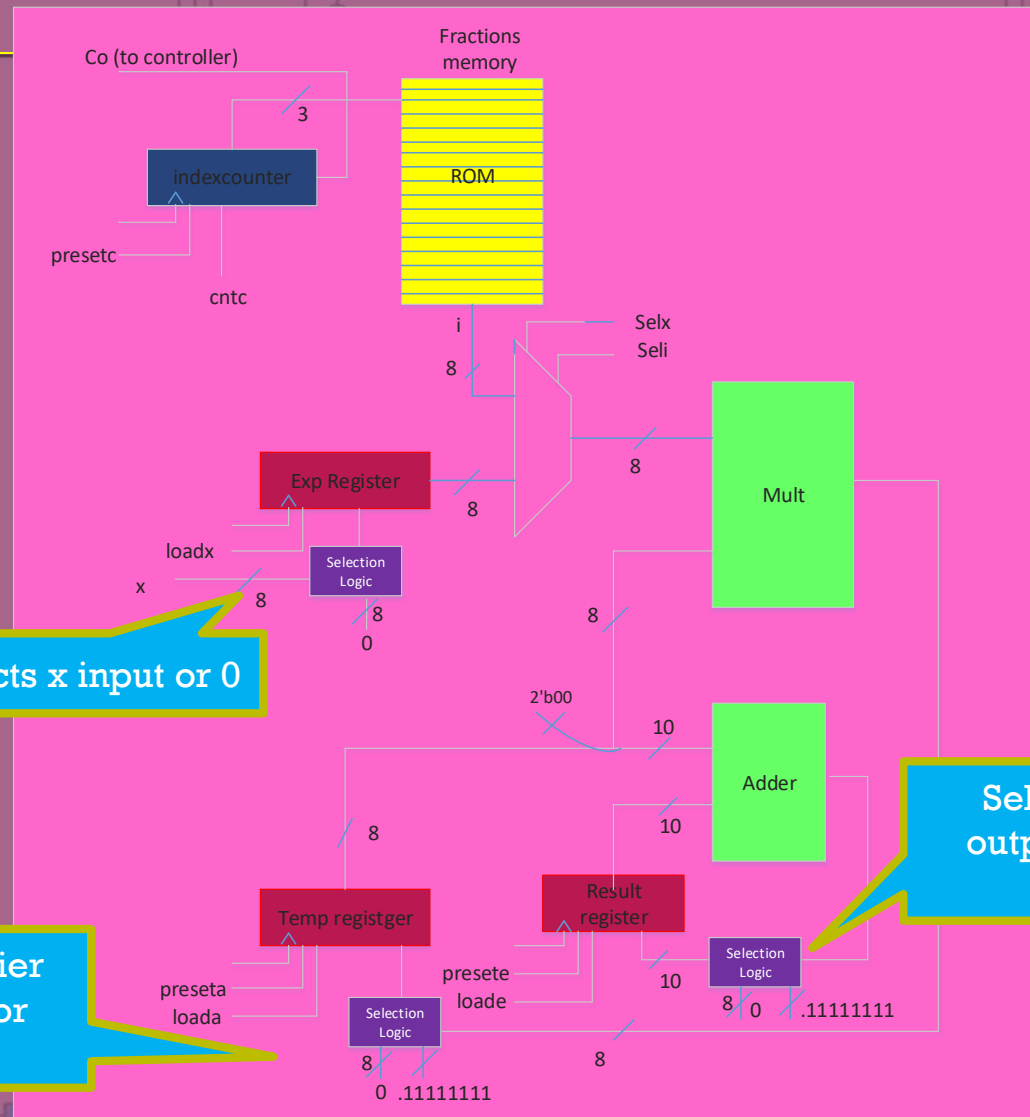 Fractions
memory
Co (to controller)
3
indexcounter
ROM
presetc
cntc
i
Selx
Seli
8
8
Mult
Exp Register
8
loadx
Selection
Logic
x
8
8
0
8
x input or 0
2'b00
10
Adder
10
8
Result
register
Temp registger
Selection
Logic
presete
10
preseta
loade
loada
8
0
.11111111
Selection
Logic
8
8
0
.11111111
or